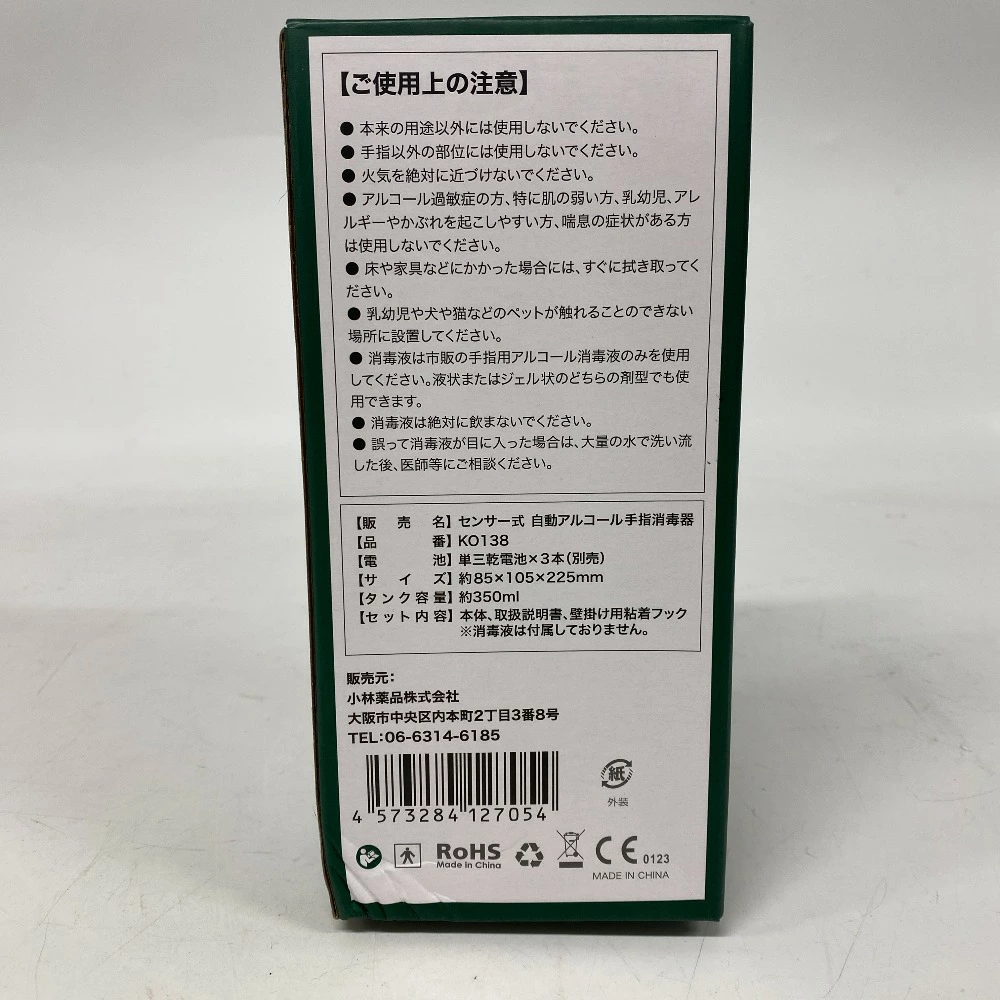 【ご使用上の注意】
● 本来の用途以外には使用しないでください。
● 手指以外の部位には使用しないでください。
● 火気を絶対に近づけないでください。
● アルコール過敏症の方、特に肌の弱い方、乳幼児、アレ
ルギーやかぶれを起こしやすい方、喘息の症状がある方
は使用しないでください。
● 床や家具などにかかった場合には、すぐに拭き取ってく
ださい。
● 乳幼児や犬や猫などのペットが触れることのできない
場所に設置してください。
● 消毒液は市販の手指用アルコール消毒液のみを使用
してください。液状またはジェル状のどちらの剤型でも使
用できます。
● 消毒液は絶対に飲まないでください。
● 誤って消毒液が目に入った場合は、大量の水で洗い流
した後、医師等にご相談ください。
【販売名】センサー式 自動アルコール手指消毒器
【品番】KO138
【電池】単三乾電池×3本(別売)
【サイズ】約85×105×225mm
【タンク容量】約350ml
【セット内容】本体、取扱説明書、壁掛け用粘着フック
※消毒液は付属しておりません。
販売元：
小林薬品株式会社
大阪市中央区内本町2丁目3番8号
TEL：06-6314-6185
4 573284 127054
紙
外装
RoHS
Made in China
CE 0123
MADE IN CHINA